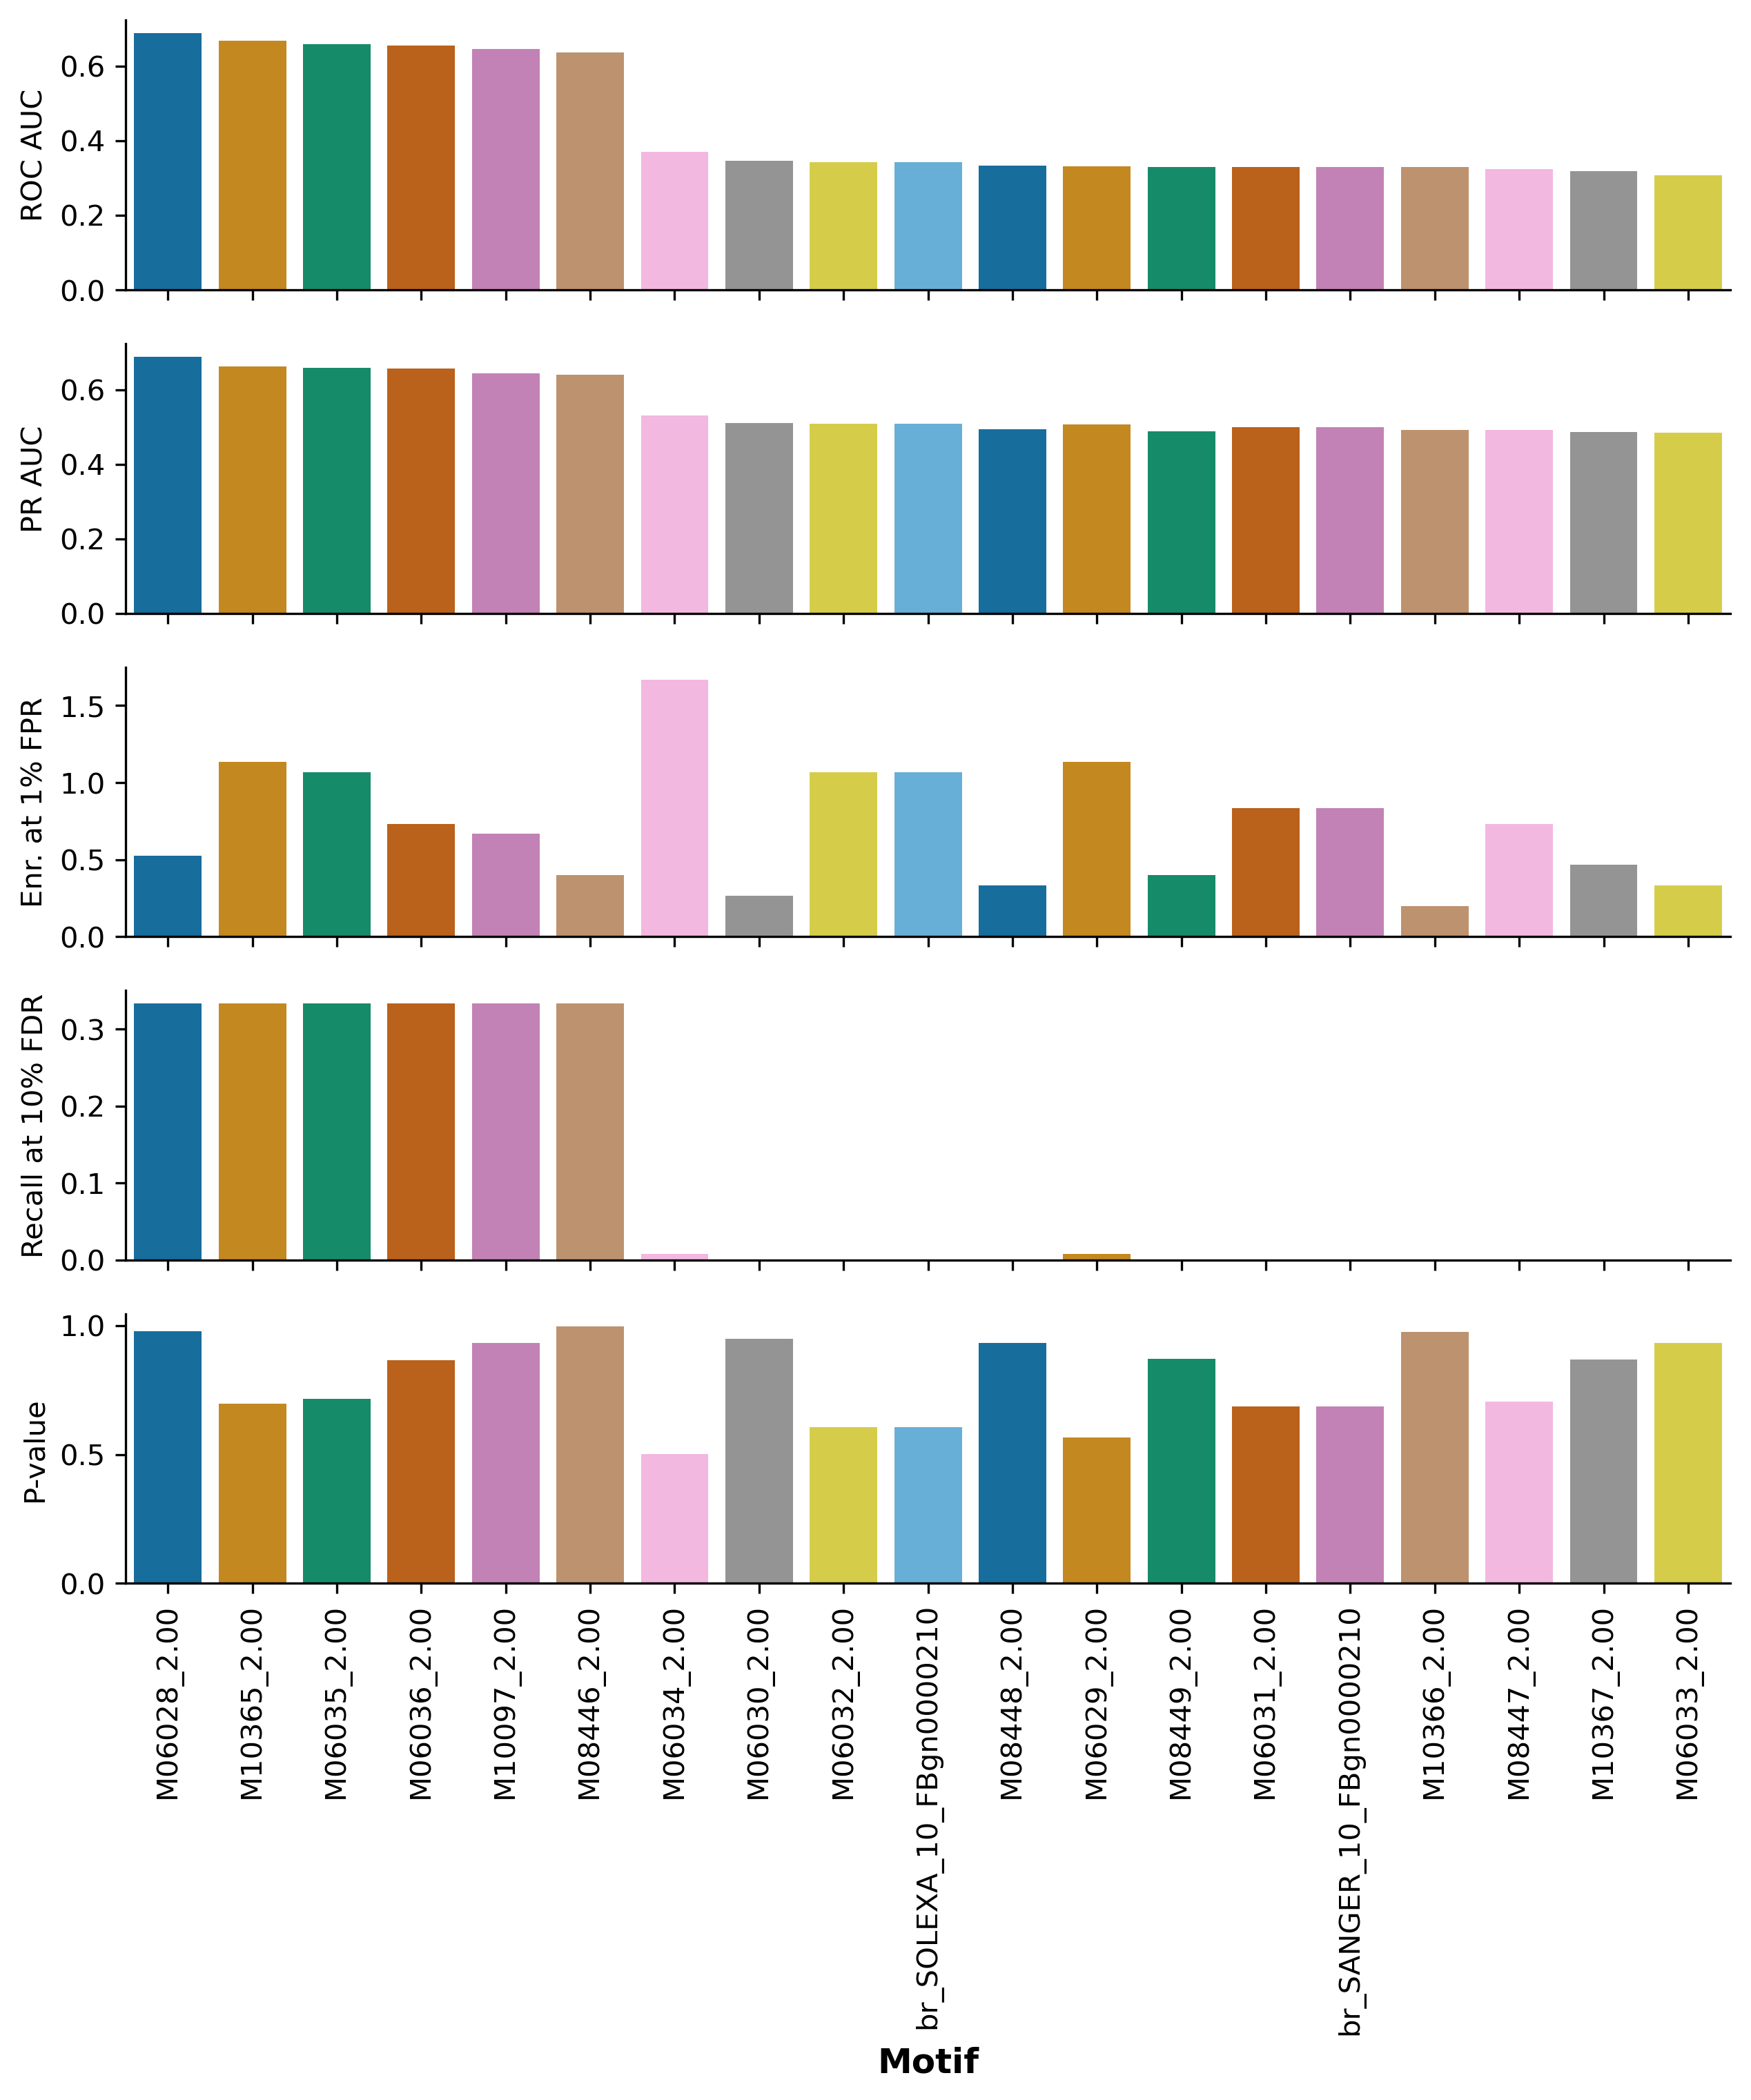 ROC AUC
0.6
0.4
0.2
0.0
PR AUC
0.6
0.4
0.2
0.0
Enr. at 1% FPR
1.5
1.0
0.5
0.0
Recall at 10% FDR
0.3
0.2
0.1
0.0
P-value
1.0
0.5
0.0
M06028_2.00
M10365_2.00
M06035_2.00
M06036_2.00
M10097_2.00
M08446_2.00
M06034_2.00
M06030_2.00
M06032_2.00
br_SOLEXA_10_FBgn0000210
M08448_2.00
M06029_2.00
M08449_2.00
M06031_2.00
br_SANGER_10_FBgn0000210
M10366_2.00
M08447_2.00
M10367_2.00
M06033_2.00
Motif